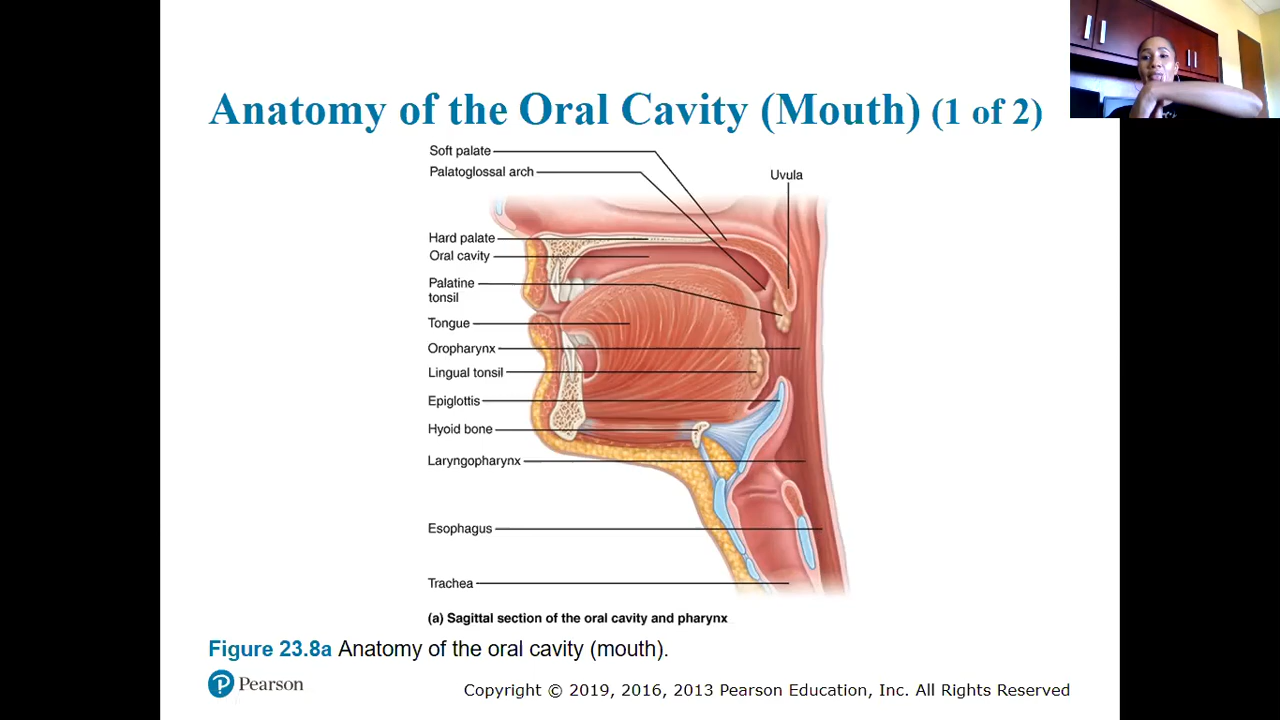 Anatomy of the Oral Cavity (Mouth) (1 of 2)
Soft palate
Palatoglossal arch
Uvula
Hard palate
Oral cavity
Palatine
tonsil
Tongue
Oropharynx
Lingual tonsil
Epiglottis
Hyoid bone
Laryngopharynx
Esophagus
Trachea
(a) Sagittal section of the oral cavity and pharynx
Figure 23.8a Anatomy of the oral cavity (mouth).
P Pearson
Copyright © 2019, 2016, 2013 Pearson Education, Inc. All Rights Reserved